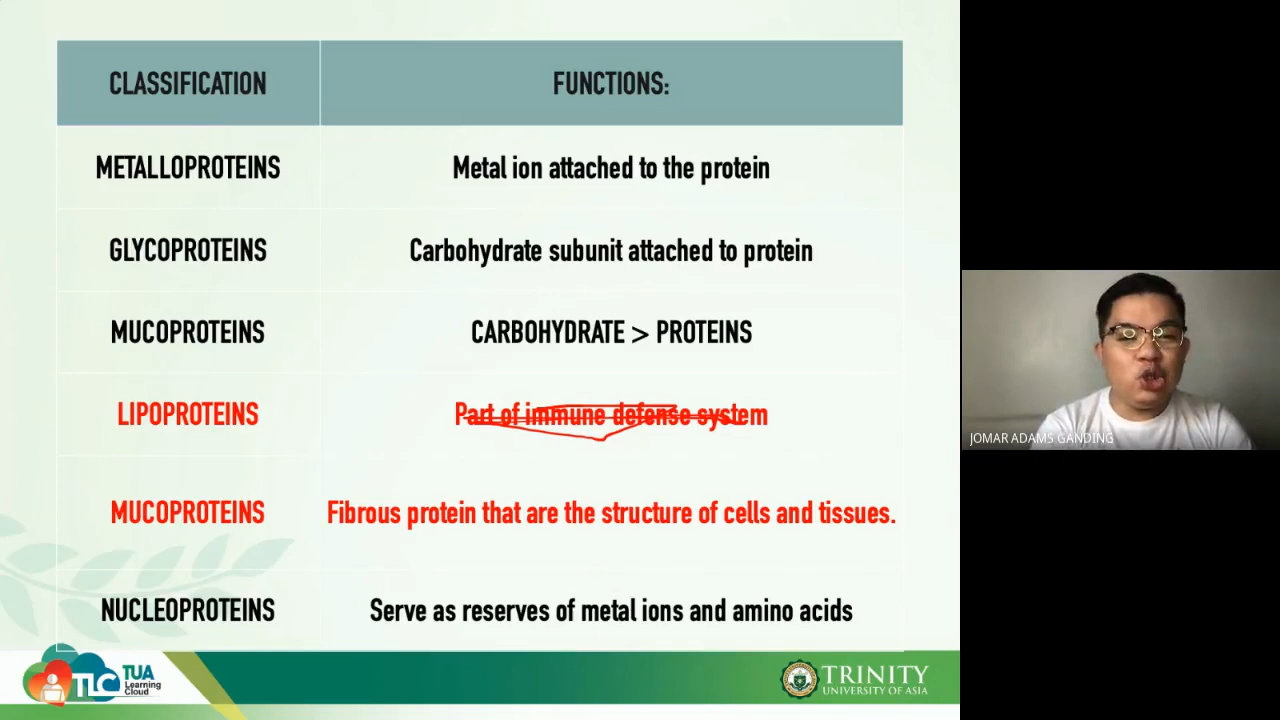 CLASSIFICATION FUNCTIONS:
METALLOPROTEINS Metal ion attached to the protein
GLYCOPROTEINS Carbohydrate subunit attached to protein
MUCOPROTEINS CARBOHYDRATE > PROTEINS
LIPOPROTEINS Part of immune defense system
MUCOPROTEINS Fibrous protein that are the structure of cells and tissues.
NUCLEOPROTEINS Serve as reserves of metal ions and amino acids
JOMAR ADAMS GANDING
TLC TUA
Learning
Cloud
TRINITY
UNIVERSITY OF ASIA